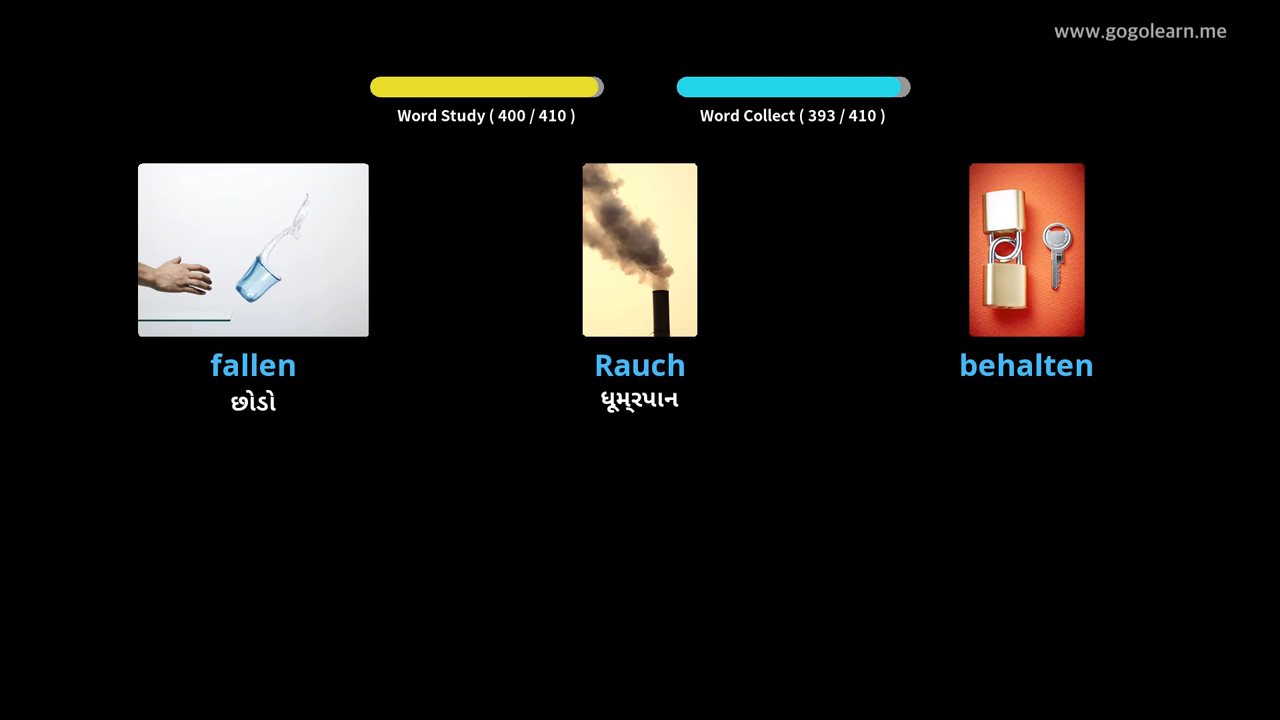 www.gogolearn.me
Word Study ( 400 / 410 )
Word Collect ( 393 / 410 )
fallen
Rauch
behalten
છોડો
ધૂમ્રપાન